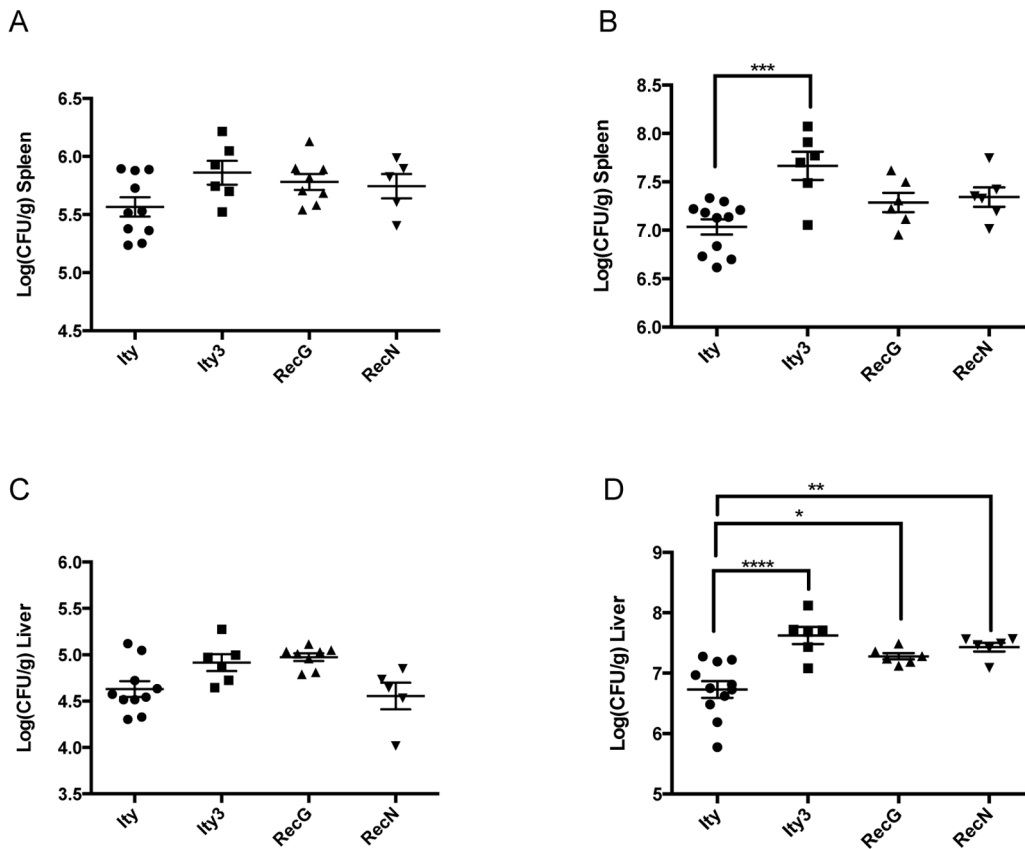 A
Log(CFU/g) Spleen
6.5
6.0
5.5
5.0
4.5
Ity
Ity3
RecG
RecN
B
Log(CFU/g) Spleen
***
8.5
8.0
7.5
7.0
6.5
6.0
Ity
Ity3
RecG
RecN
C
Log(CFU/g) Liver
6.0
5.5
5.0
4.5
4.0
3.5
Ity
Ity3
RecG
RecN
D
Log(CFU/g) Liver
**
*
****
9
8
7
6
5
Ity
Ity3
RecG
RecN